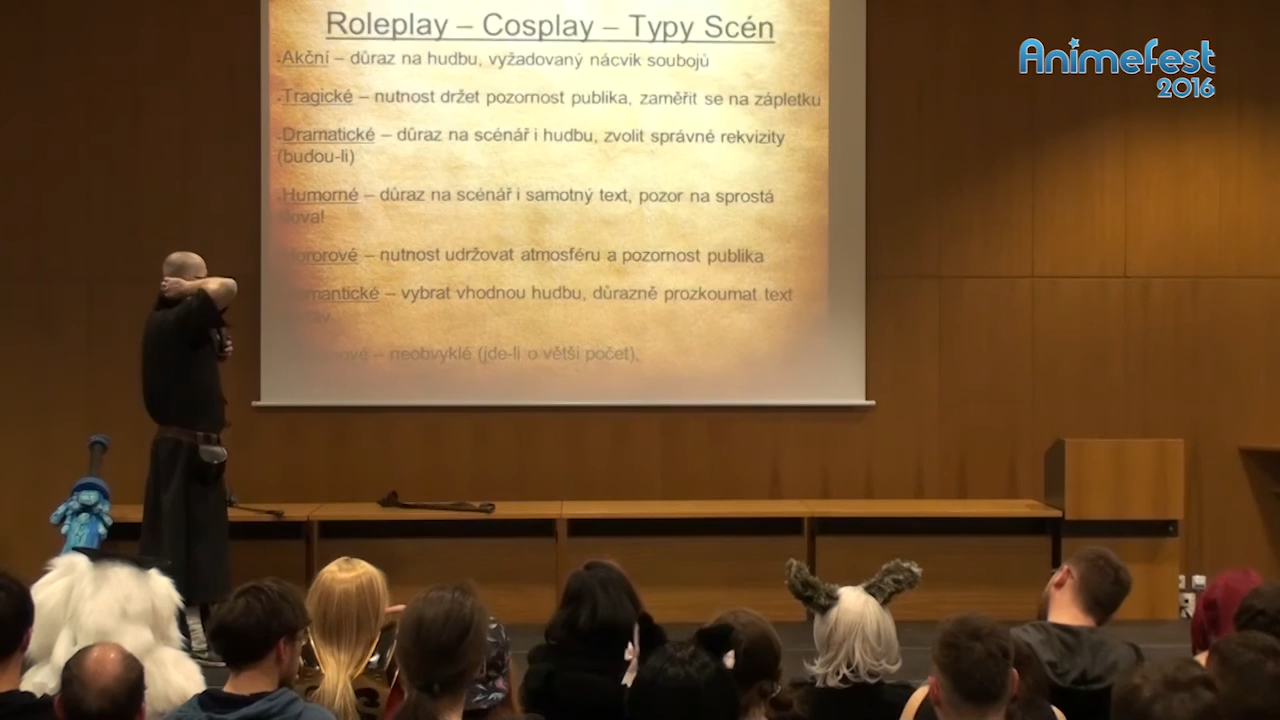 Roleplay – Cosplay – Typy Scén
AnimeFest
2016
Akční – důraz na hudbu, vyžadovaný nácvik soubojů
Tragické – nutnost držet pozornost publika, zaměřit se na zápletku
Dramatické – důraz na scénář i hudbu, zvolit správné rekvizity
(budou-li)
Humorné – důraz na scénář i samotný text, pozor na sprostá
– nutnost udržovat atmosféru a pozornost publika
– vybrat vhodnou hudbu, důrazně prozkoumat text
– neobvyklé (jde-li o větší počet),